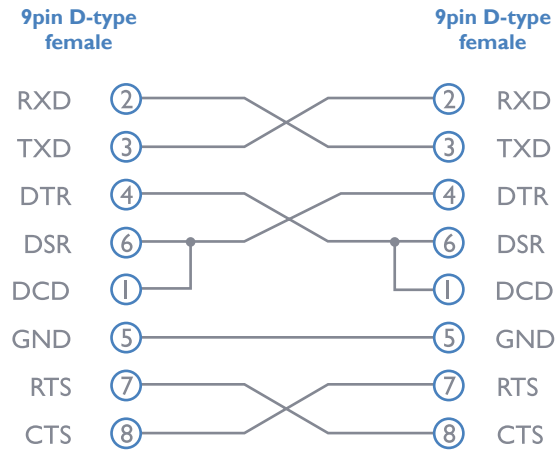 9pin D-type
female
9pin D-type
female
RXD 2 2 RXD
TXD 3 3 TXD
DTR 4 4 DTR
DSR 6 6 DSR
DCD 1 1 DCD
GND 5 5 GND
RTS 7 7 RTS
CTS 8 8 CTS